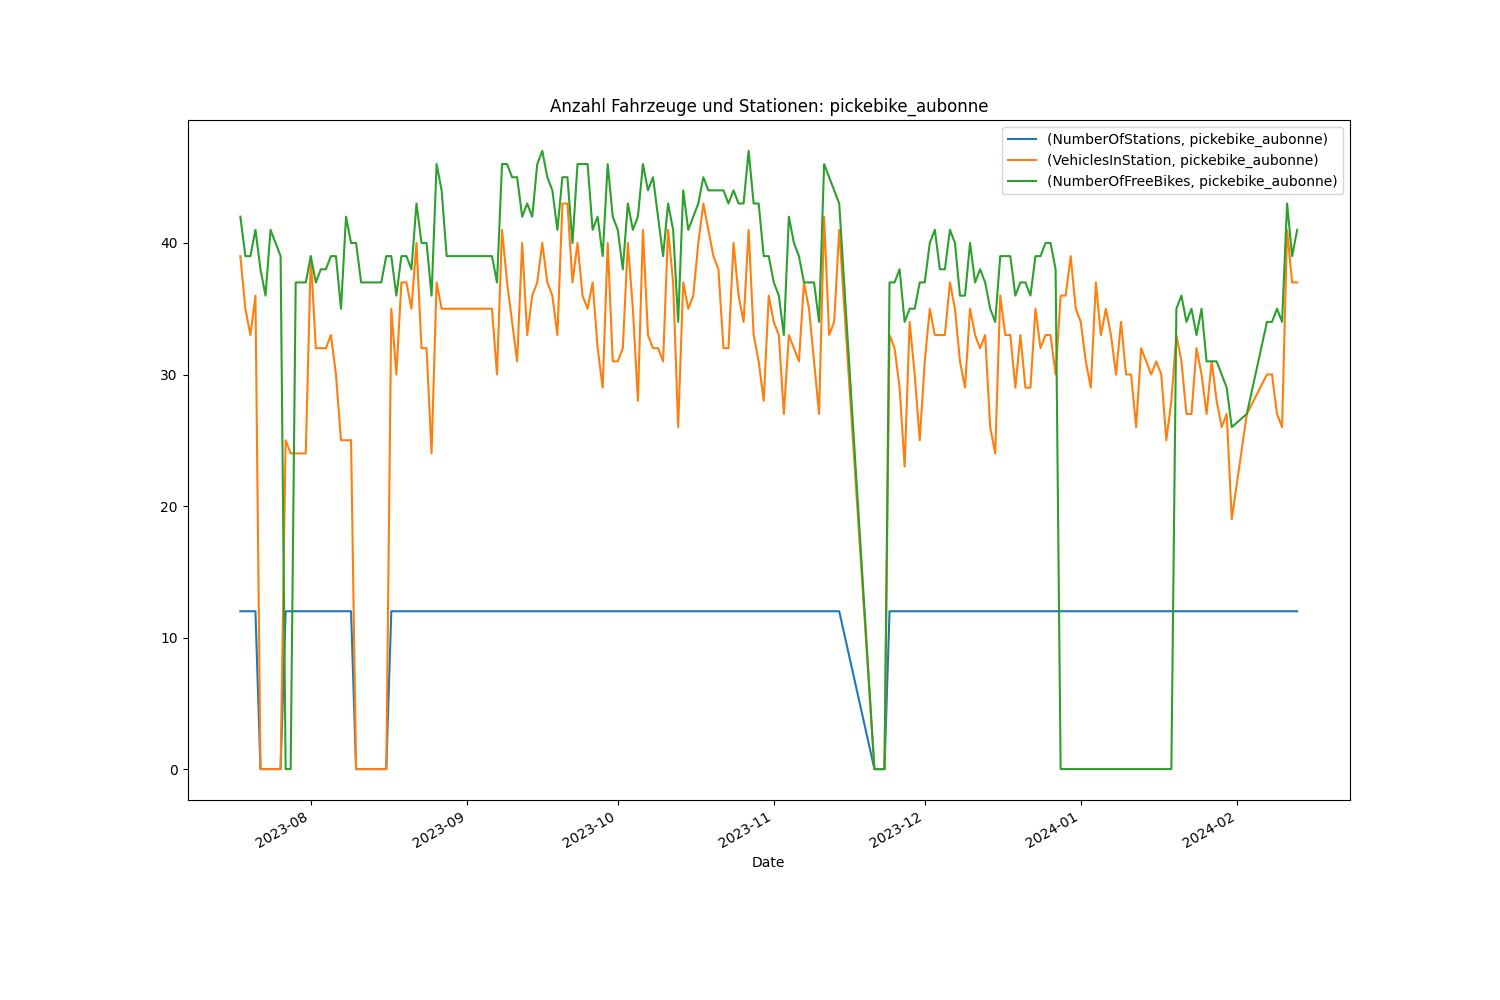 Anzahl Fahrzeuge und Stationen: pickebike_aubonne
(NumberOfStations, pickebike_aubonne)
(VehiclesInStation, pickebike_aubonne)
(NumberOfFreeBikes, pickebike_aubonne)
40
30
20
10
0
2023-08
2023-09
2023-10
2023-11
2023-12
2024-01
2024-02
Date